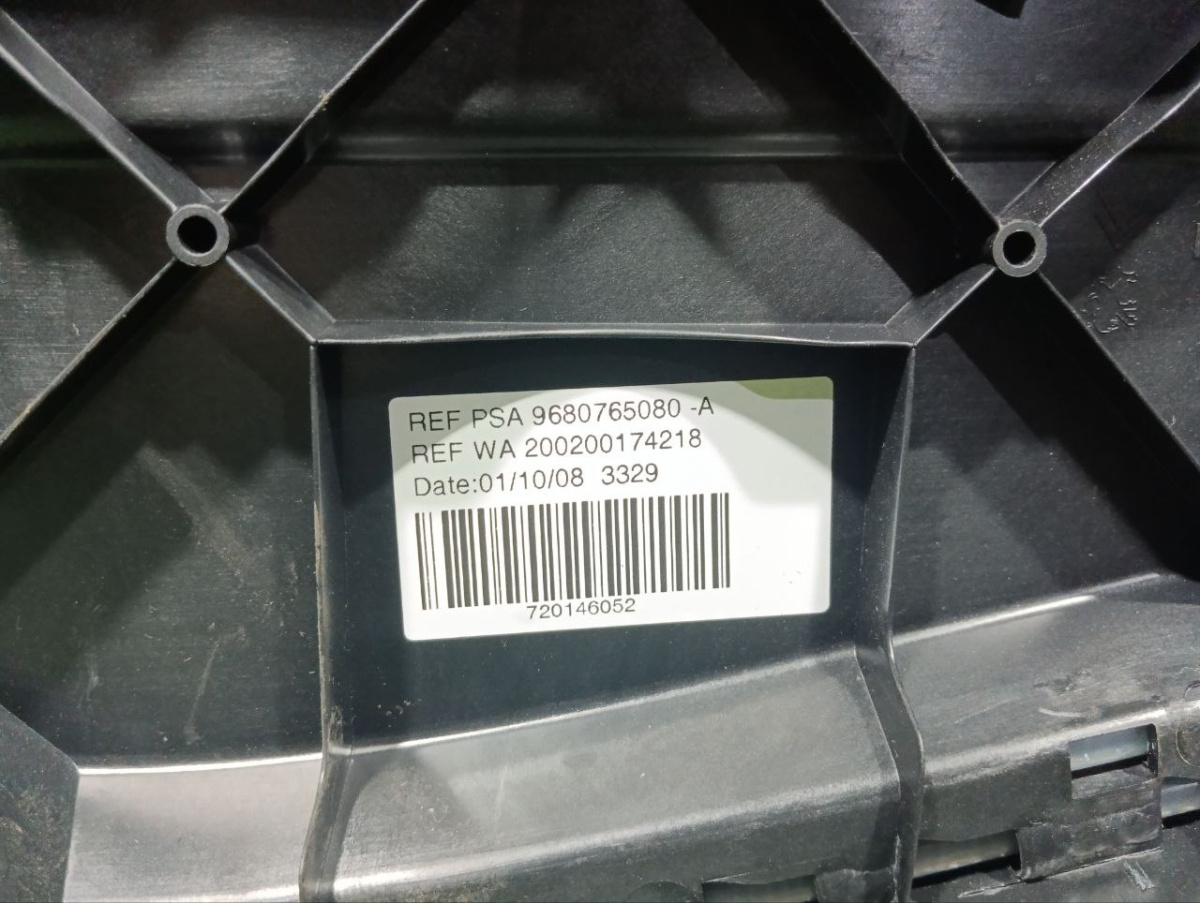 REF PSA 9680765080 -A
REF WA 200200174218
Date:01/10/08 3329
720146052